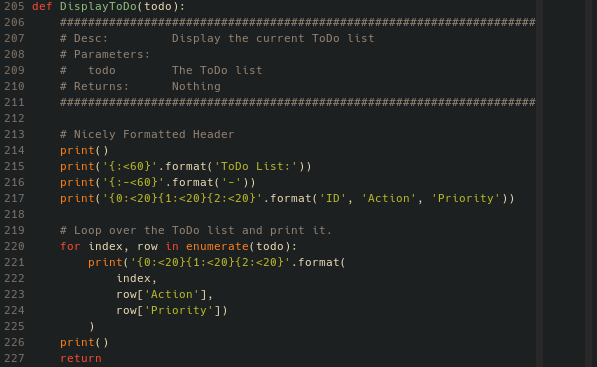 205 def DisplayToDo(todo):
206     ####################################################################
207     # Desc:         Display the current ToDo list
208     # Parameters:
209     #   todo        The ToDo list
210     # Returns:      Nothing
211     ####################################################################
212
213     # Nicely Formatted Header
214     print()
215     print('{:<60}'.format('ToDo List:'))
216     print('{:-<60}'.format('-'))
217     print('{0:<20}{1:<20}{2:<20}'.format('ID', 'Action', 'Priority'))
218
219     # Loop over the ToDo list and print it.
220     for index, row in enumerate(todo):
221         print('{0:<20}{1:<20}{2:<20}'.format(
222             index,
223             row['Action'],
224             row['Priority'])
225         )
226     print()
227     return